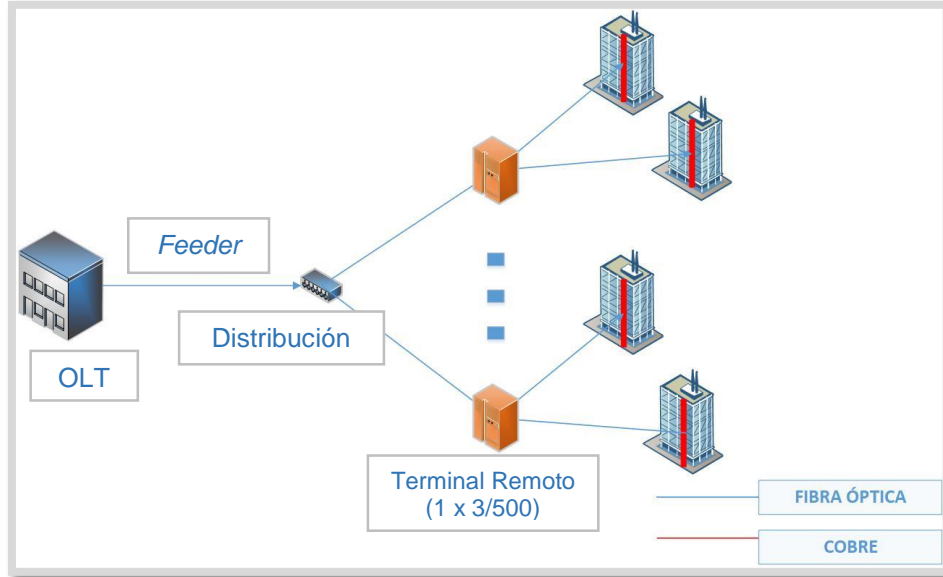 Feeder
Distribución
OLT
Terminal Remoto
(1 x 3/500)
FIBRA ÓPTICA
COBRE